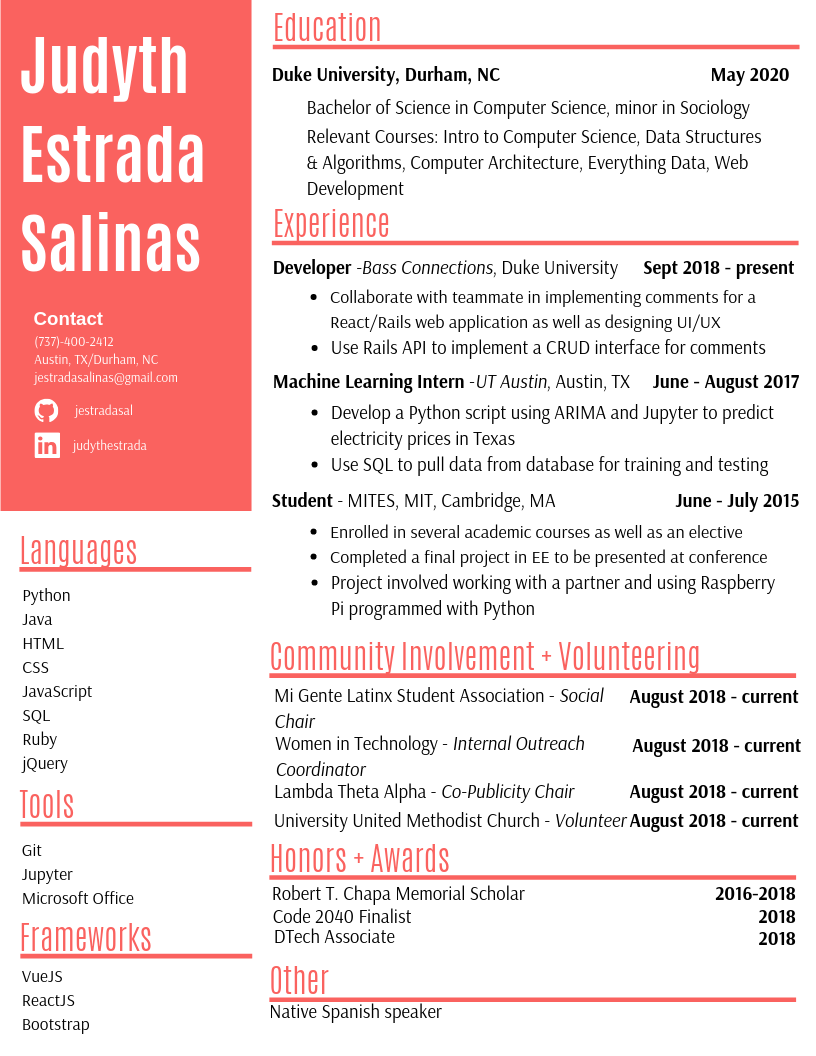 Judyth
Estrada
Salinas
Contact
(737)-400-2412
Austin, TX/Durham, NC
jestradasalinas@gmail.com
jestradasal
judythestrada
Languages
Python
Java
HTML
CSS
JavaScript
SQL
Ruby
jQuery
Tools
Git
Jupyter
Microsoft Office
Frameworks
VueJS
ReactJS
Bootstrap
Education
Duke University, Durham, NC May 2020
Bachelor of Science in Computer Science, minor in Sociology
Relevant Courses: Intro to Computer Science, Data Structures
& Algorithms, Computer Architecture, Everything Data, Web
Development
Experience
Developer -Bass Connections, Duke University Sept 2018 - present
• Collaborate with teammate in implementing comments for a
React/Rails web application as well as designing UI/UX
• Use Rails API to implement a CRUD interface for comments
Machine Learning Intern -UT Austin, Austin, TX June - August 2017
• Develop a Python script using ARIMA and Jupyter to predict
electricity prices in Texas
• Use SQL to pull data from database for training and testing
Student - MITES, MIT, Cambridge, MA June - July 2015
• Enrolled in several academic courses as well as an elective
• Completed a final project in EE to be presented at conference
• Project involved working with a partner and using Raspberry
Pi programmed with Python
Community Involvement + Volunteering
Mi Gente Latinx Student Association - Social August 2018 - current
Chair
Women in Technology - Internal Outreach August 2018 - current
Coordinator
Lambda Theta Alpha - Co-Publicity Chair August 2018 - current
University United Methodist Church - Volunteer August 2018 - current
Honors + Awards
Robert T. Chapa Memorial Scholar 2016-2018
Code 2040 Finalist 2018
DTech Associate 2018
Other
Native Spanish speaker